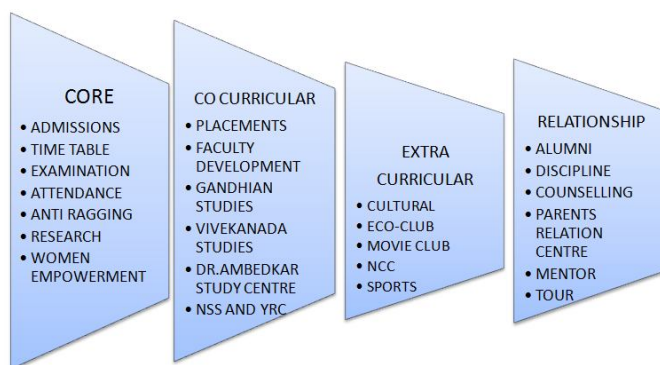 CORE
• ADMISSIONS
• TIME TABLE
• EXAMINATION
• ATTENDANCE
• ANTI RAGGING
• RESEARCH
• WOMEN
EMPOWERMENT
CO CURRICULAR
• PLACEMENTS
• FACULTY
DEVELOPMENT
• GANDHIAN
STUDIES
• VIVEKANADA
STUDIES
• DR.AMBEDKAR
STUDY CENTRE
• NSS AND YRC
EXTRA
CURRICULAR
• CULTURAL
• ECO-CLUB
• MOVIE CLUB
• NCC
• SPORTS
RELATIONSHIP
• ALUMNI
• DISCIPLINE
• COUNSELLING
• PARENTS
RELATION
CENTRE
• MENTOR
• TOUR